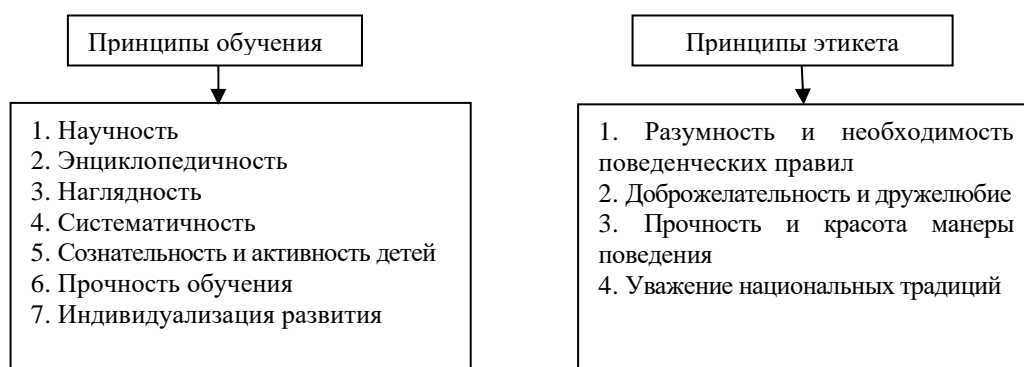 Принципы обучения
1. Научность
2. Энциклопедичность
3. Наглядность
4. Систематичность
5. Сознательность и активность детей
6. Прочность обучения
7. Индивидуализация развития
Принципы этикета
1. Разумность и необходимость
поведенческих правил
2. Доброжелательность и дружелюбие
3. Прочность и красота манеры
поведения
4. Уважение национальных традиций